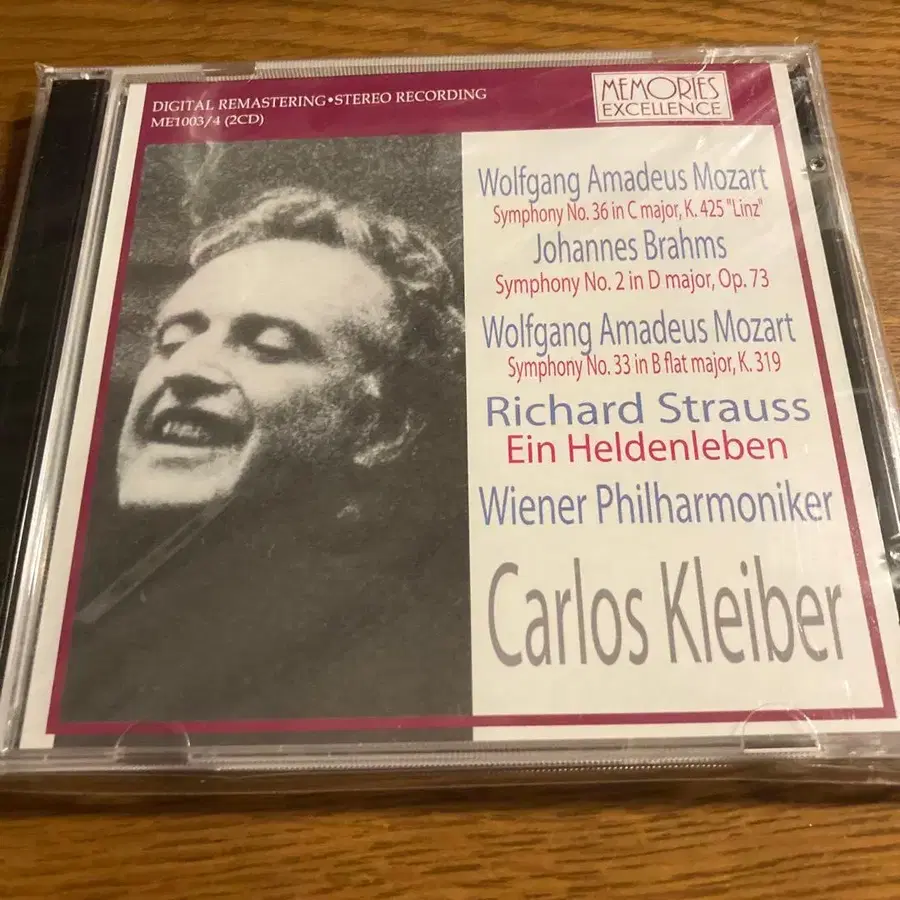 DIGITAL REMASTERING•STEREO RECORDING
ME1003/4 (2CD)
MEMORIES
EXCELLENCE
Wolfgang Amadeus Mozart
Symphony No. 36 in C major, K. 425 "Linz"
Johannes Brahms
Symphony No. 2 in D major, Op. 73
Wolfgang Amadeus Mozart
Symphony No. 33 in B flat major, K. 319
Richard Strauss
Ein Heldenleben
Wiener Philharmoniker
Carlos Kleiber